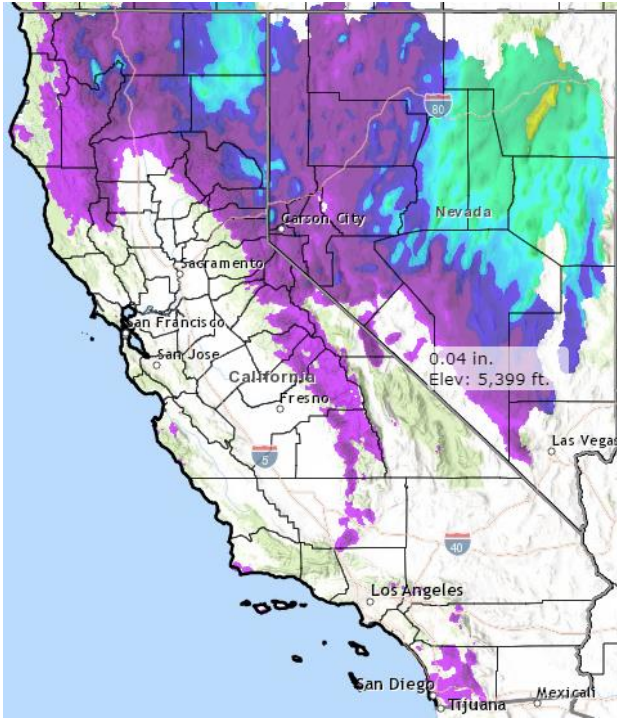 80
Nevada
Carson City
Sacramento
San Francisco
San Jose
0.04 in.
Elev: 5,399 ft.
California
Fresno
5
Las Vegas
40
Los Angeles
San Diego
Tijuana
Mexicali